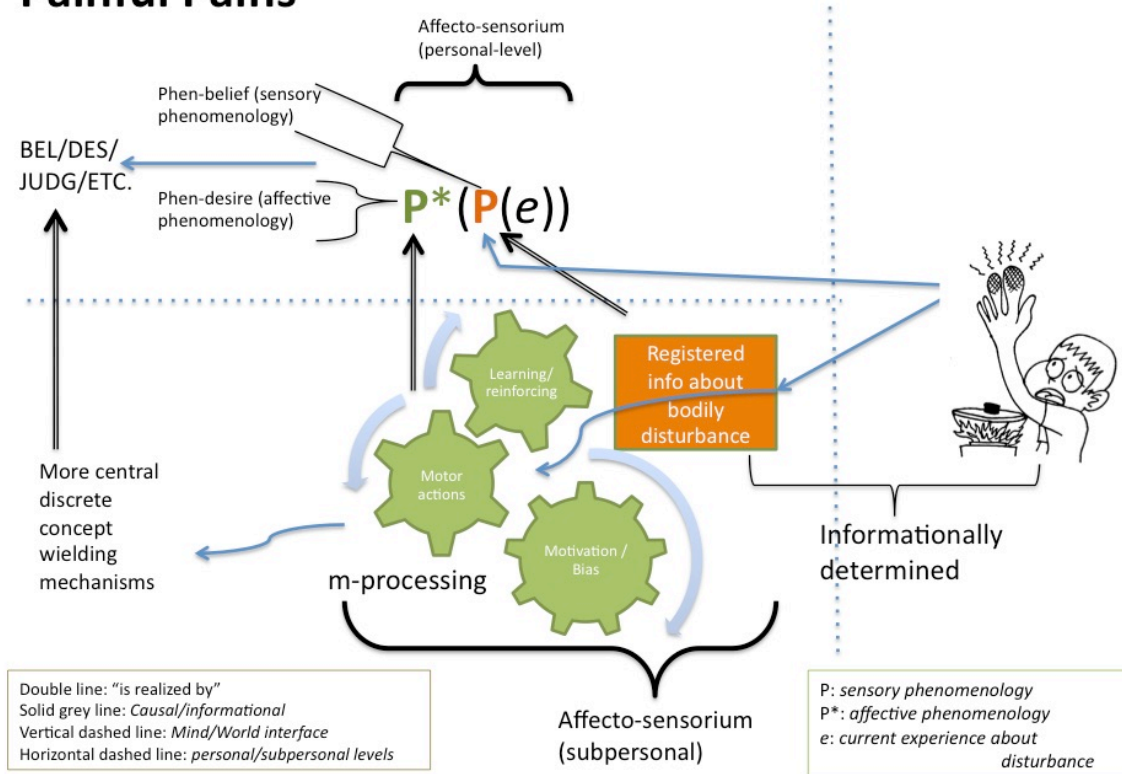 Painful Pains
Affecto-sensorium
(personal-level)
Phen-belief (sensory
phenomenology)
BEL/DES/
JUDG/ETC.
Phen-desire (affective
phenomenology)
P*(P(e))
Learning/
reinforcing
Registered
info about
bodily
disturbance
Motor
actions
More central
discrete
concept
wielding
mechanisms
Motivation /
Bias
m-processing
Informationally
determined
Affecto-sensorium
(subpersonal)
Double line: “is realized by”
Solid grey line: Causal/informational
Vertical dashed line: Mind/World interface
Horizontal dashed line: personal/subpersonal levels
P: sensory phenomenology
P*: affective phenomenology
e: current experience about
disturbance